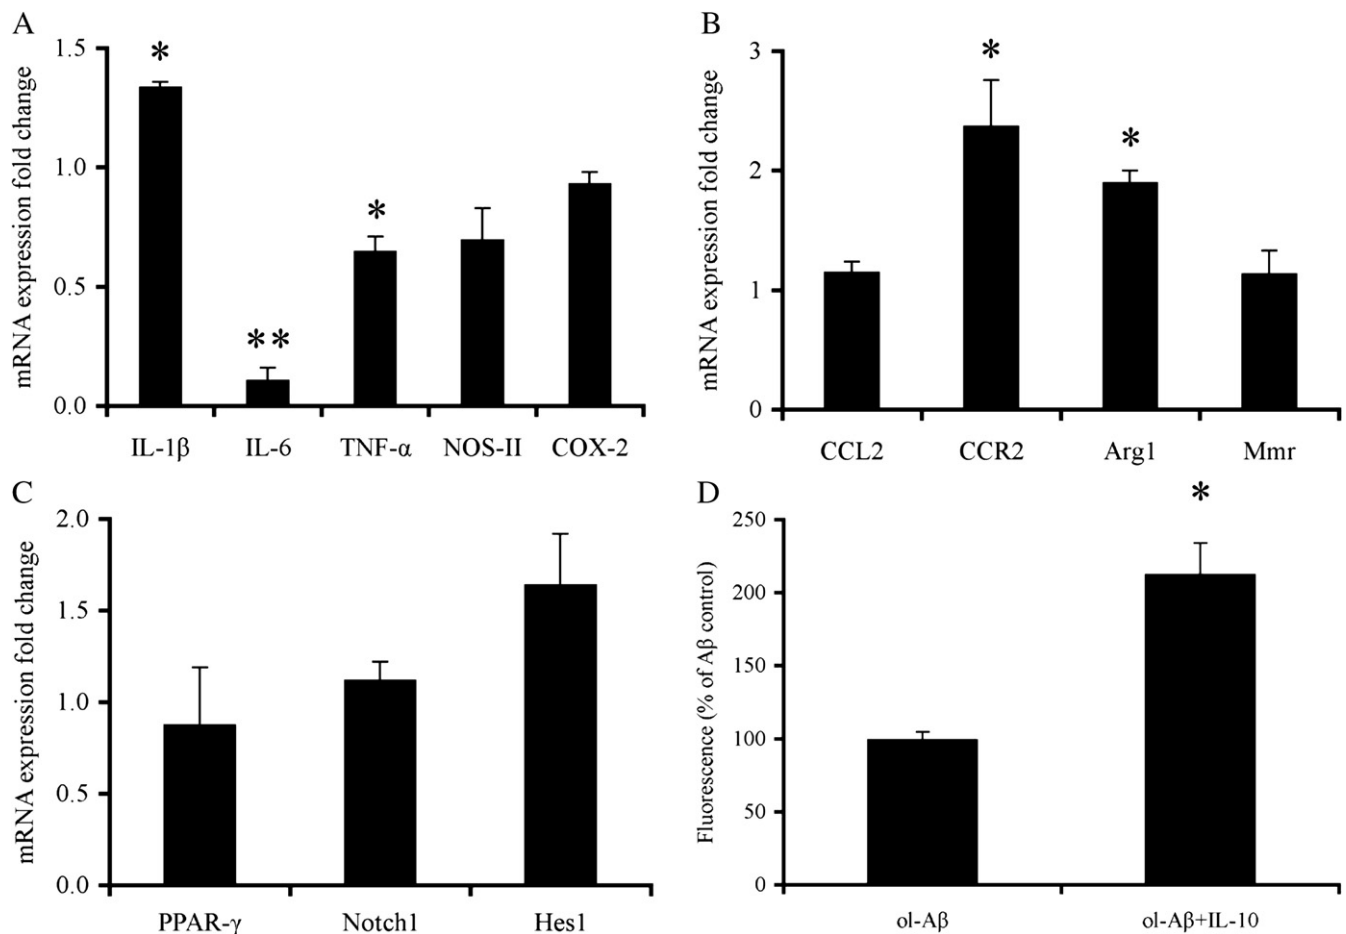 A
mRNA expression fold change
1.5
1.0
0.5
0.0
*
**
*
IL-1β IL-6 TNF-α NOS-II COX-2
B
mRNA expression fold change
3
2
1
0
*
*
CCL2 CCR2 Arg1 Mmr
C
mRNA expression fold change
2.0
1.5
1.0
0.5
0.0
PPAR-γ Notch1 Hes1
D
Fluorescence (% of Aβ control)
250
200
150
100
50
0
*
ol-Aβ ol-Aβ+IL-10